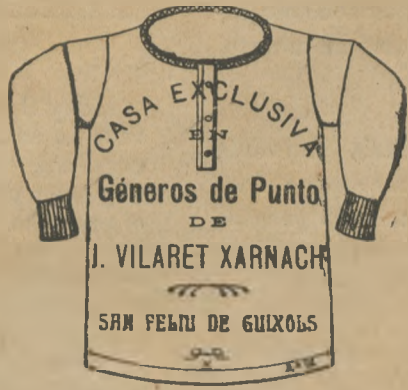 CASA EXCLUSIVA
EN
Géneros de Punto
DE
J. VILARET XARNACH
SAN FELIU DE GUIXOLS